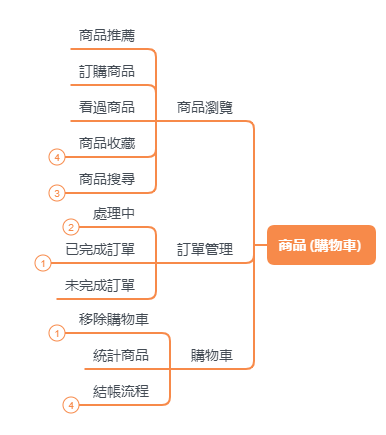 商品推薦
訂購商品
看過商品
商品瀏覽
商品收藏
4
商品搜尋
3
處理中
2
已完成訂單
訂單管理
商品 (購物車)
1
未完成訂單
移除購物車
1
統計商品
購物車
結帳流程
4